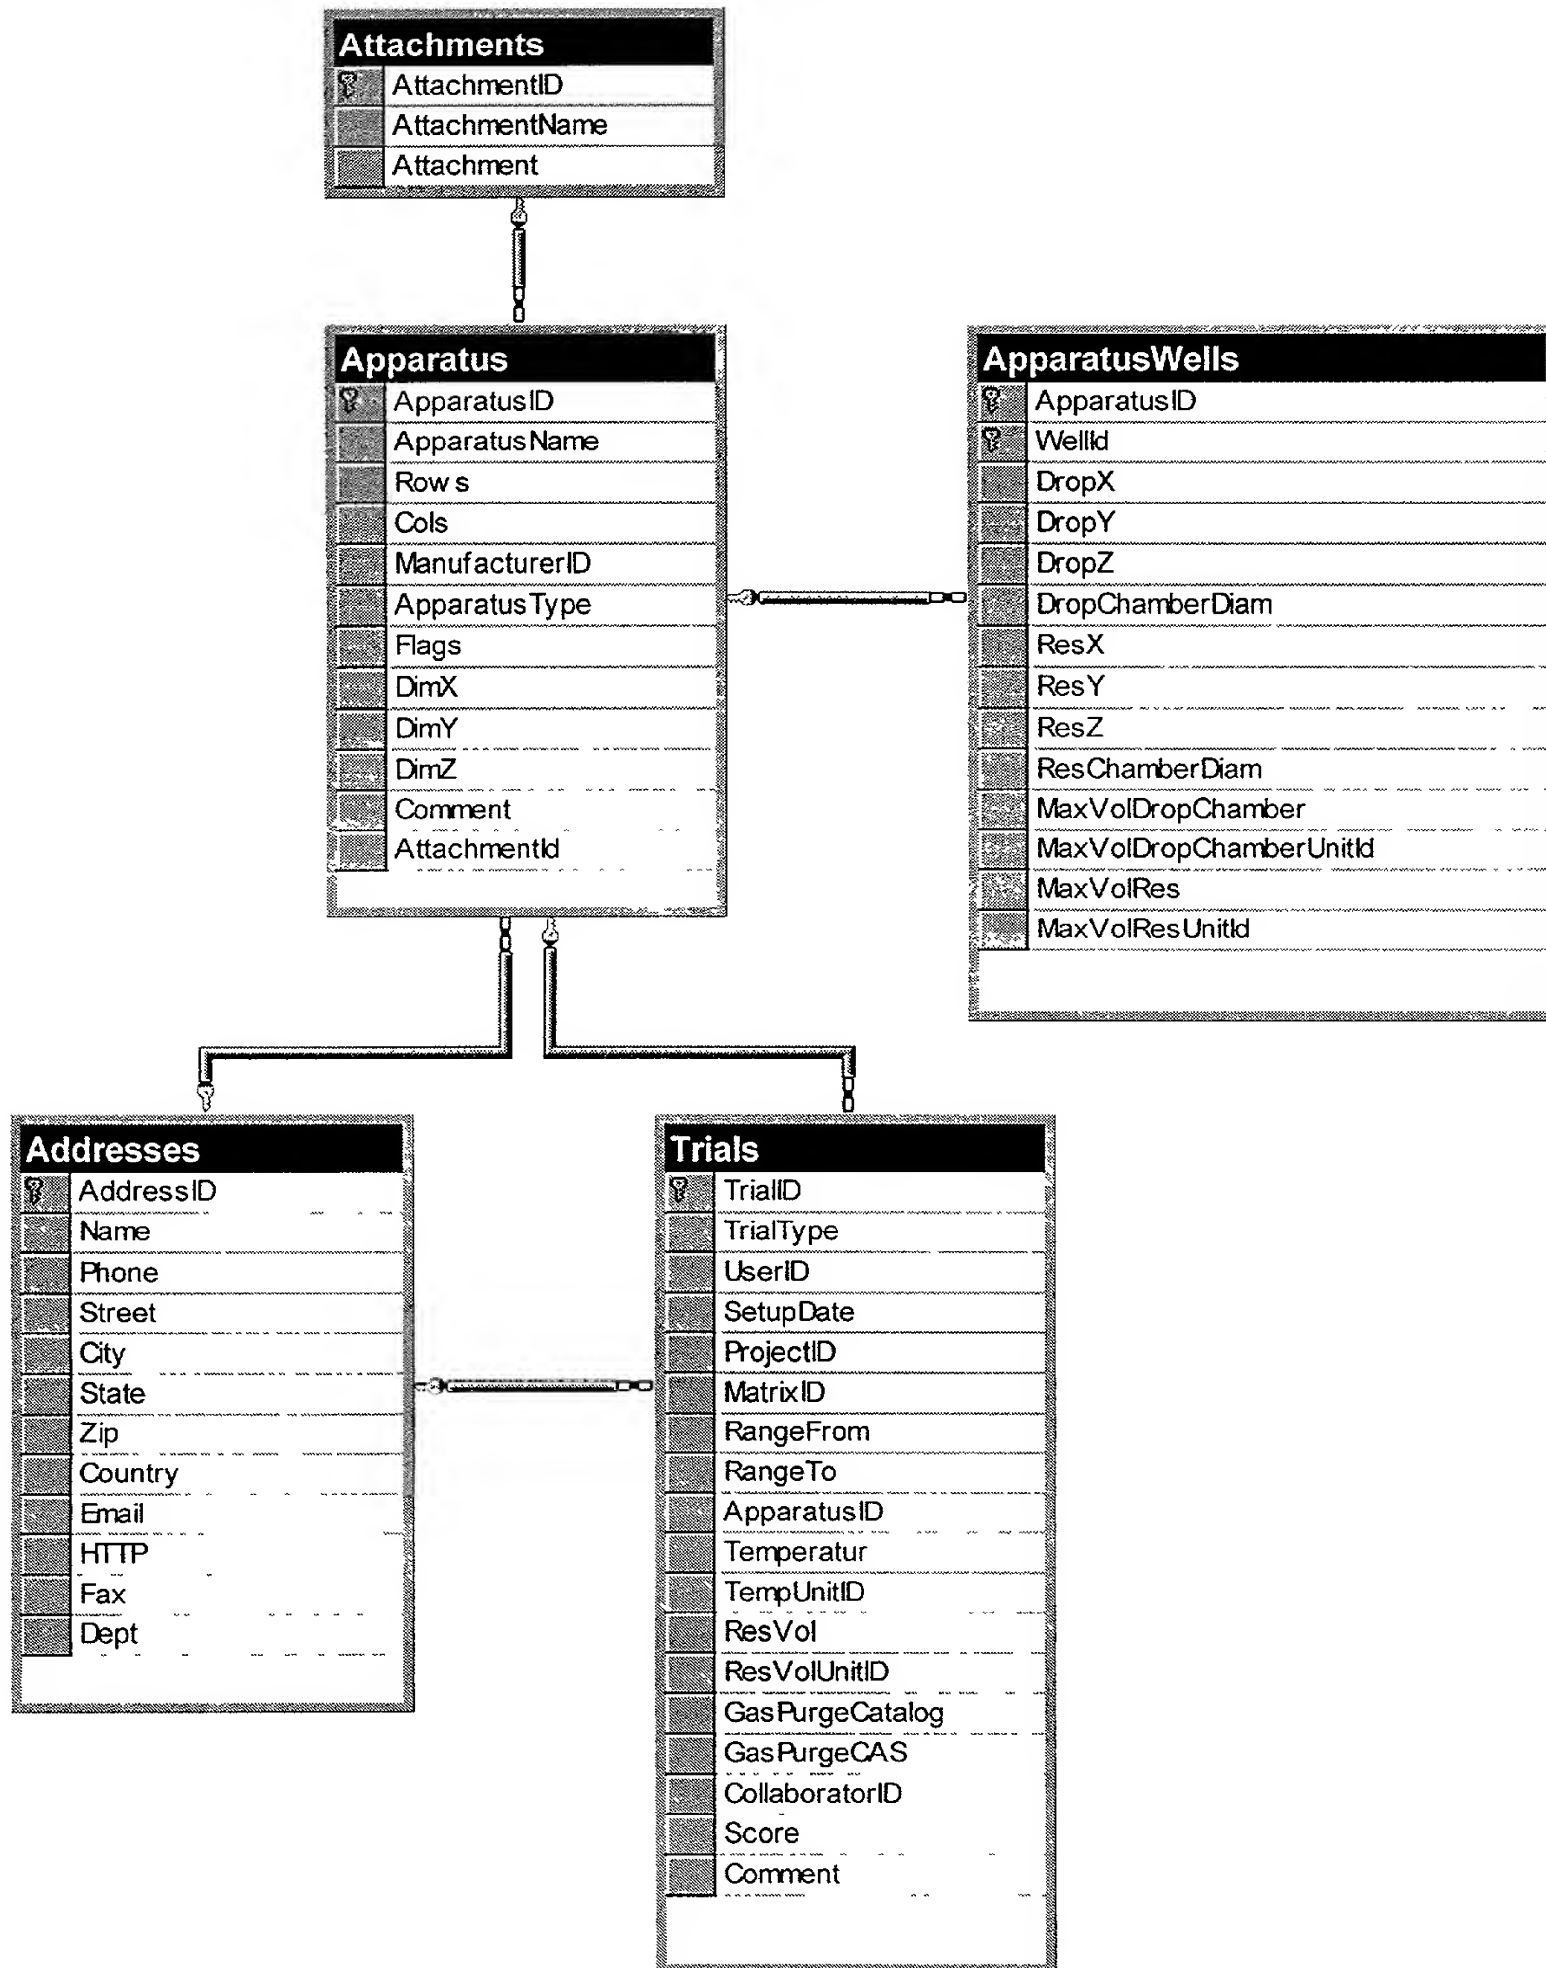 Attachments
AttachmentID
AttachmentName
Attachment
Apparatus
ApparatusID
ApparatusName
Rows
Cols
ManufacturerID
ApparatusType
Flags
DimX
DimY
DimZ
Comment
AttachmentId
ApparatusWells
ApparatusID
WellId
DropX
DropY
DropZ
DropChamberDiam
ResX
ResY
ResZ
ResChamberDiam
MaxVolDropChamber
MaxVolDropChamberUnitId
MaxVolRes
MaxVolResUnitId
Addresses
AddressID
Name
Phone
Street
City
State
Zip
Country
Email
HTTP
Fax
Dept
Trials
TrialID
TrialType
UserID
SetupDate
ProjectID
MatrixID
RangeFrom
RangeTo
ApparatusID
Temperatur
TempUnitID
ResVol
ResVolUnitID
GasPurgeCatalog
GasPurgeCAS
CollaboratorID
Score
Comment